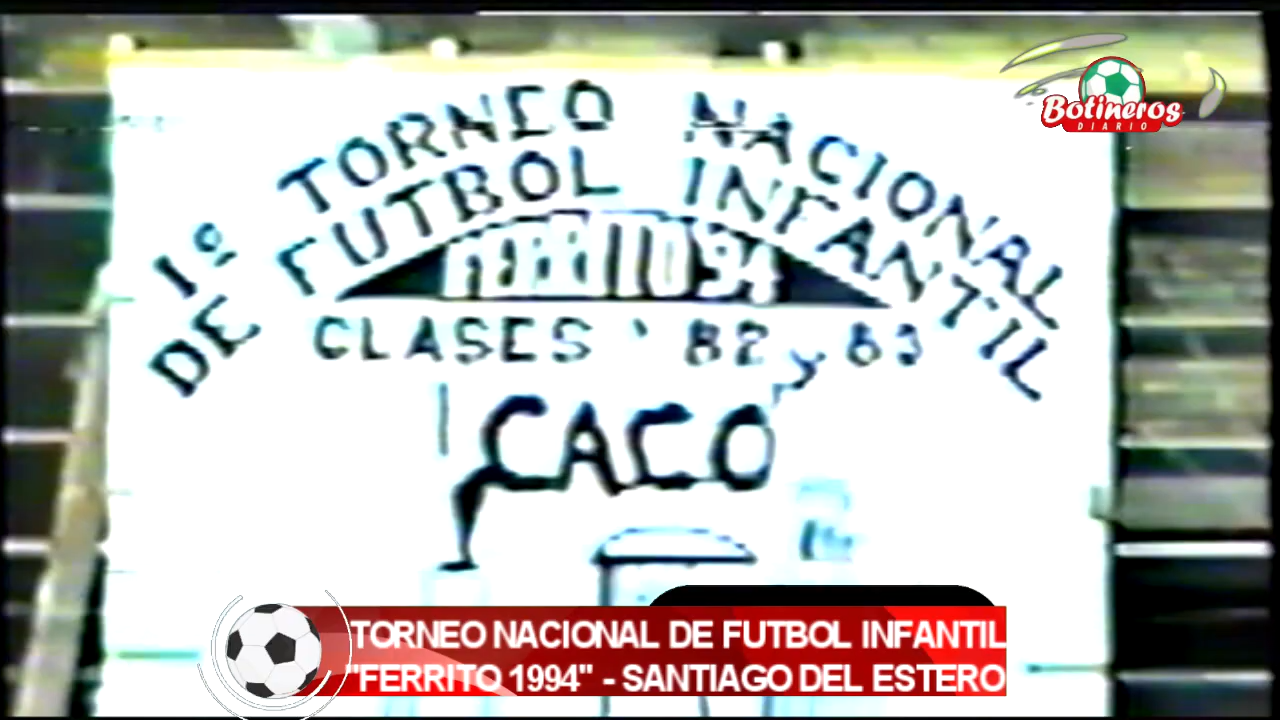 1º TORNEO NACIONAL
DE FUTBOL INFANTIL
FERRITO 94
CLASES '82 y 83
CACO
Botineros
DIARIO
TORNEO NACIONAL DE FUTBOL INFANTIL
"FERRITO 1994" - SANTIAGO DEL ESTERO